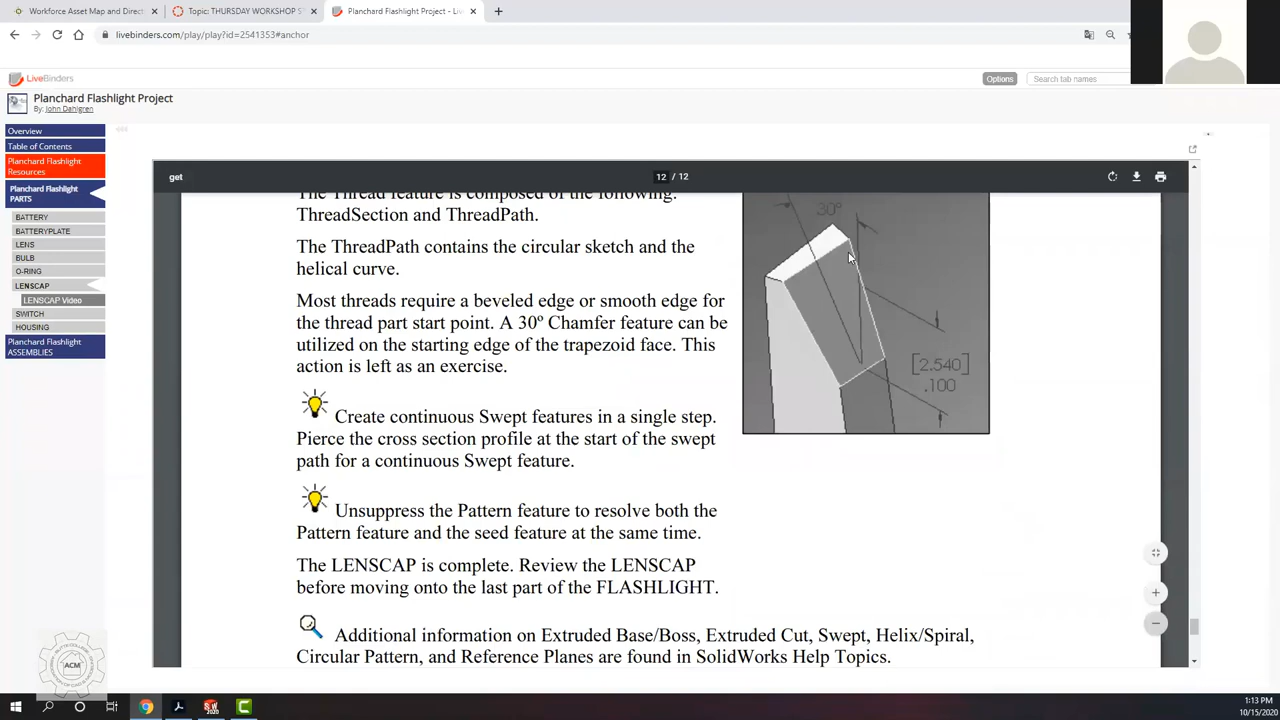 Workforce Asset Map and Direct
Topic: THURSDAY WORKSHOP S
Planchard Flashlight Project - Liv
livebinders.com/play/play?id=2541353#anchor
LiveBinders
Options
Search tab names
Planchard Flashlight Project
By: John Dahlgren
Overview
Table of Contents
Planchard Flashlight
Resources
Planchard Flashlight
PARTS
BATTERY
BATTERYPLATE
LENS
BULB
O-RING
LENSCAP
LENSCAP Video
SWITCH
HOUSING
Planchard Flashlight
ASSEMBLIES
get
12 / 12
The Thread feature is composed of the following:
ThreadSection and ThreadPath.
The ThreadPath contains the circular sketch and the
helical curve.
Most threads require a beveled edge or smooth edge for
the thread part start point. A 30º Chamfer feature can be
utilized on the starting edge of the trapezoid face. This
action is left as an exercise.
Create continuous Swept features in a single step.
Pierce the cross section profile at the start of the swept
path for a continuous Swept feature.
Unsuppress the Pattern feature to resolve both the
Pattern feature and the seed feature at the same time.
The LENSCAP is complete. Review the LENSCAP
before moving onto the last part of the FLASHLIGHT.
Additional information on Extruded Base/Boss, Extruded Cut, Swept, Helix/Spiral,
Circular Pattern, and Reference Planes are found in SolidWorks Help Topics.
30°
[2.540]
.100
ACM
1:13 PM
10/15/2020